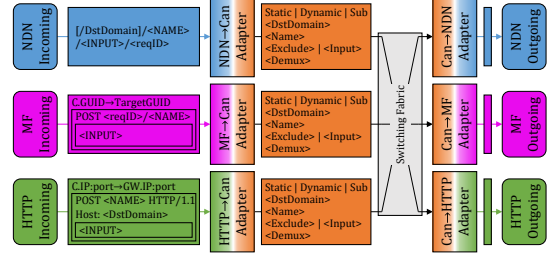 NDN
Incoming
[/DstDomain]/<NAME>
/<INPUT>/<reqID>
NDN→Can
Adapter
Static | Dynamic | Sub
<DstDomain>
<Name>
<Exclude> | <Input>
<Demux>
Can→NDN
Adapter
NDN
Outgoing
MF
Incoming
C.GUID→TargetGUID
POST <reqID>/<NAME>
<INPUT>
MF→Can
Adapter
Static | Dynamic | Sub
<DstDomain>
<Name>
<Exclude> | <Input>
<Demux>
Switching Fabric
Can→MF
Adapter
MF
Outgoing
HTTP
Incoming
C.IP:port→GW.IP:port
POST <NAME> HTTP/1.1
Host: <DstDomain>
<INPUT>
HTTP→Can
Adapter
Static | Dynamic | Sub
<DstDomain>
<Name>
<Exclude> | <Input>
<Demux>
Can→HTTP
Adapter
HTTP
Outgoing